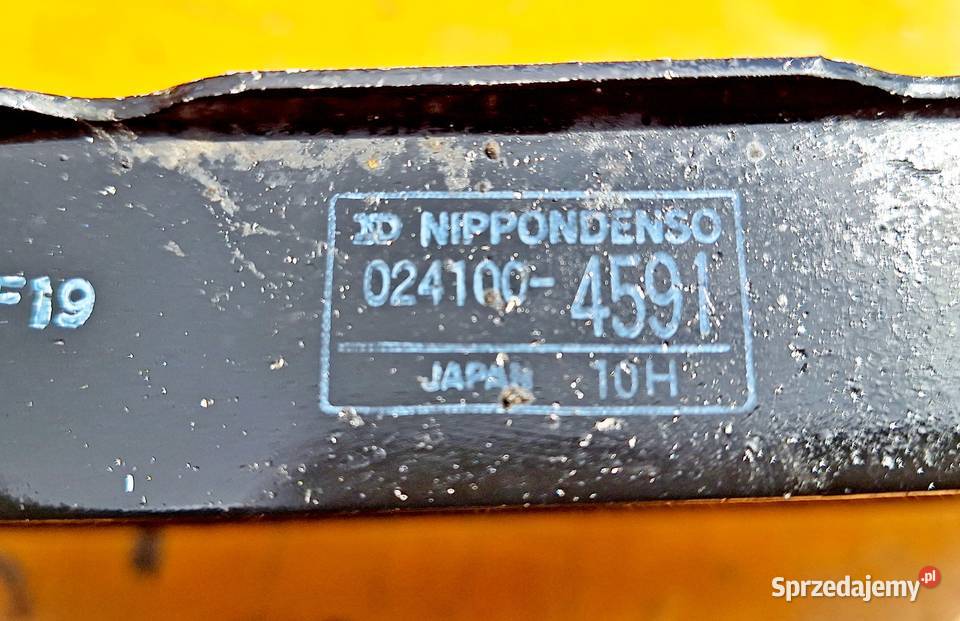 ND NIPPONDENSO
024100-4591
JAPAN 10H
F19
Sprzedajemy.pl